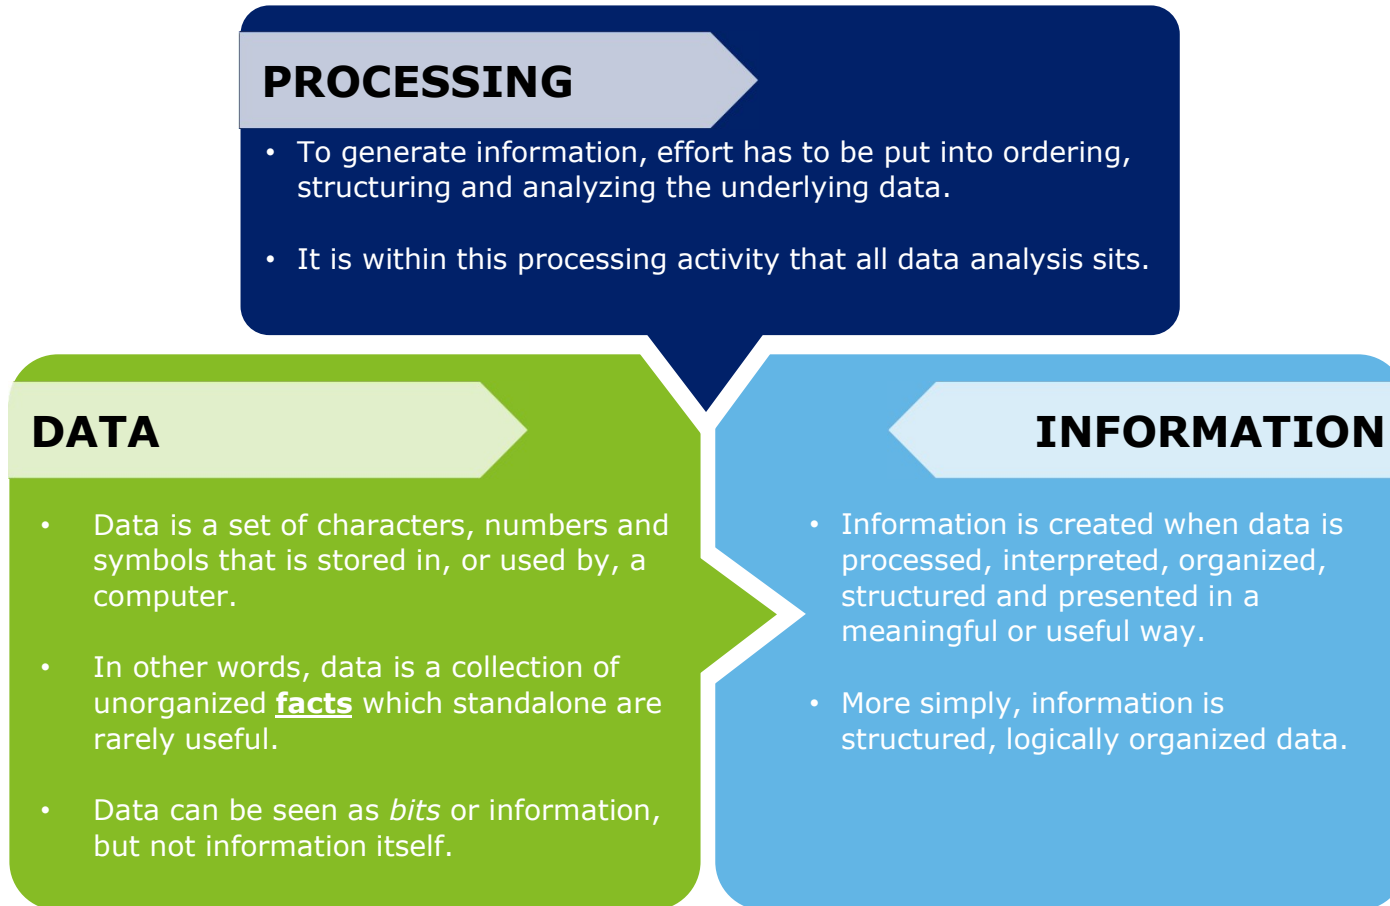 PROCESSING
• To generate information, effort has to be put into ordering,
structuring and analyzing the underlying data.
• It is within this processing activity that all data analysis sits.
DATA
• Data is a set of characters, numbers and
symbols that is stored in, or used by, a
computer.
• In other words, data is a collection of
unorganized facts which standalone are
rarely useful.
• Data can be seen as bits or information,
but not information itself.
INFORMATION
• Information is created when data is
processed, interpreted, organized,
structured and presented in a
meaningful or useful way.
• More simply, information is
structured, logically organized data.